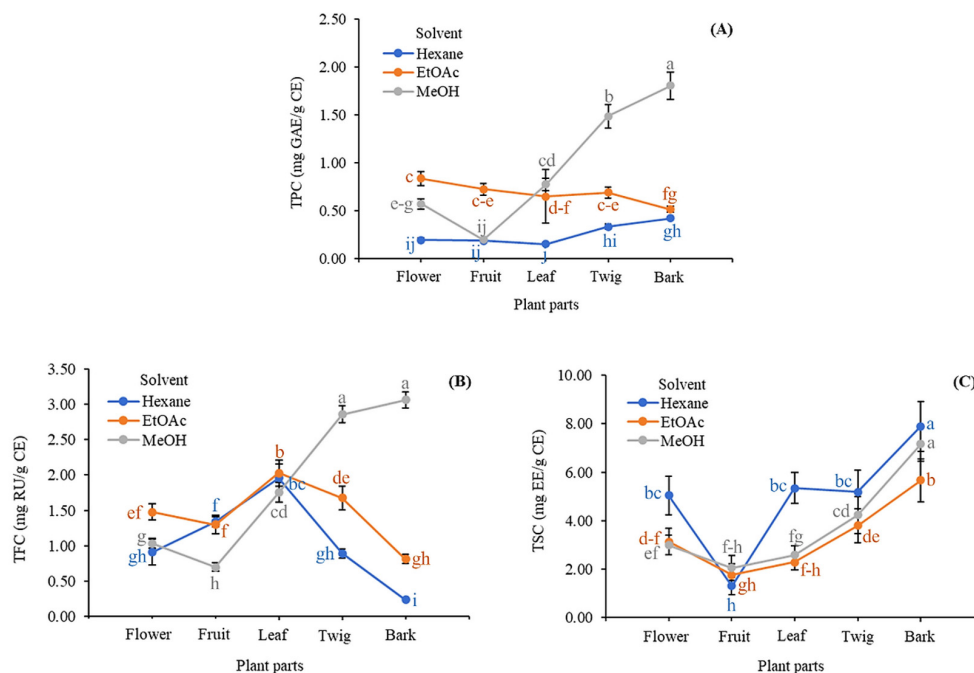 (A)
Solvent
Hexane
EtOAc
MeOH
TPC (mg GAE/g CE)
2.50
2.00
1.50
1.00
0.50
0.00
c
c-e
d-f
c-e
fg
e-g
ij
cd
b
a
ij
ij
j
hi
gh
Flower Fruit Leaf Twig Bark
Plant parts
(B)
Solvent
Hexane
EtOAc
MeOH
TFC (mg RU/g CE)
3.50
3.00
2.50
2.00
1.50
1.00
0.50
0.00
ef
f
b
de
gh
g
h
cd
a
a
gh
f
bc
gh
i
Flower Fruit Leaf Twig Bark
Plant parts
(C)
Solvent
Hexane
EtOAc
MeOH
TSC (mg EE/g CE)
10.00
8.00
6.00
4.00
2.00
0.00
bc
h
bc
bc
a
d-f
gh
f-h
de
b
ef
f-h
fg
cd
a
Flower Fruit Leaf Twig Bark
Plant parts